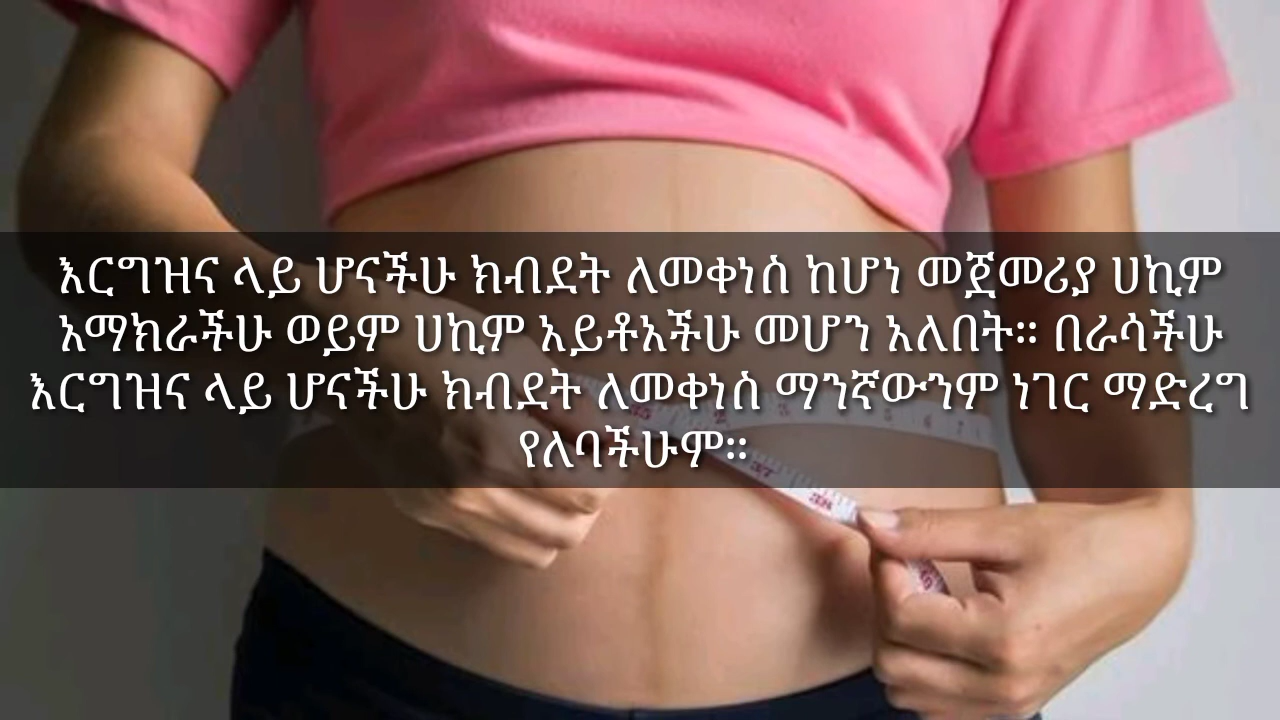 እርግዝና ላይ ሆናችሁ ክብደት ለመቀነስ ከሆነ መጀመሪያ ሀኪም
አማክራችሁ ወይም ሀኪም አይቶአችሁ መሆን አለበት። በራሳችሁ
እርግዝና ላይ ሆናችሁ ክብደት ለመቀነስ ማንኛውንም ነገር ማድረግ
የለባችሁም።